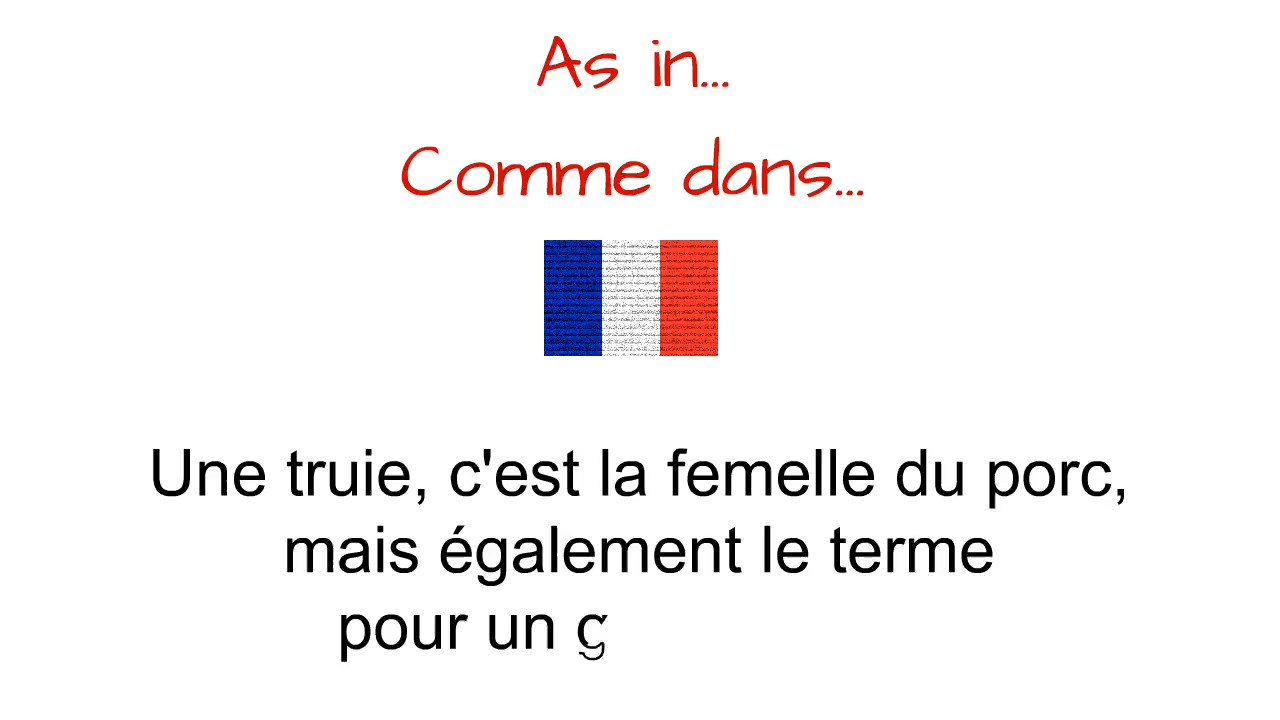 As in...
Comme dans...
Une truie, c'est la femelle du porc,
mais également le terme
pour un g